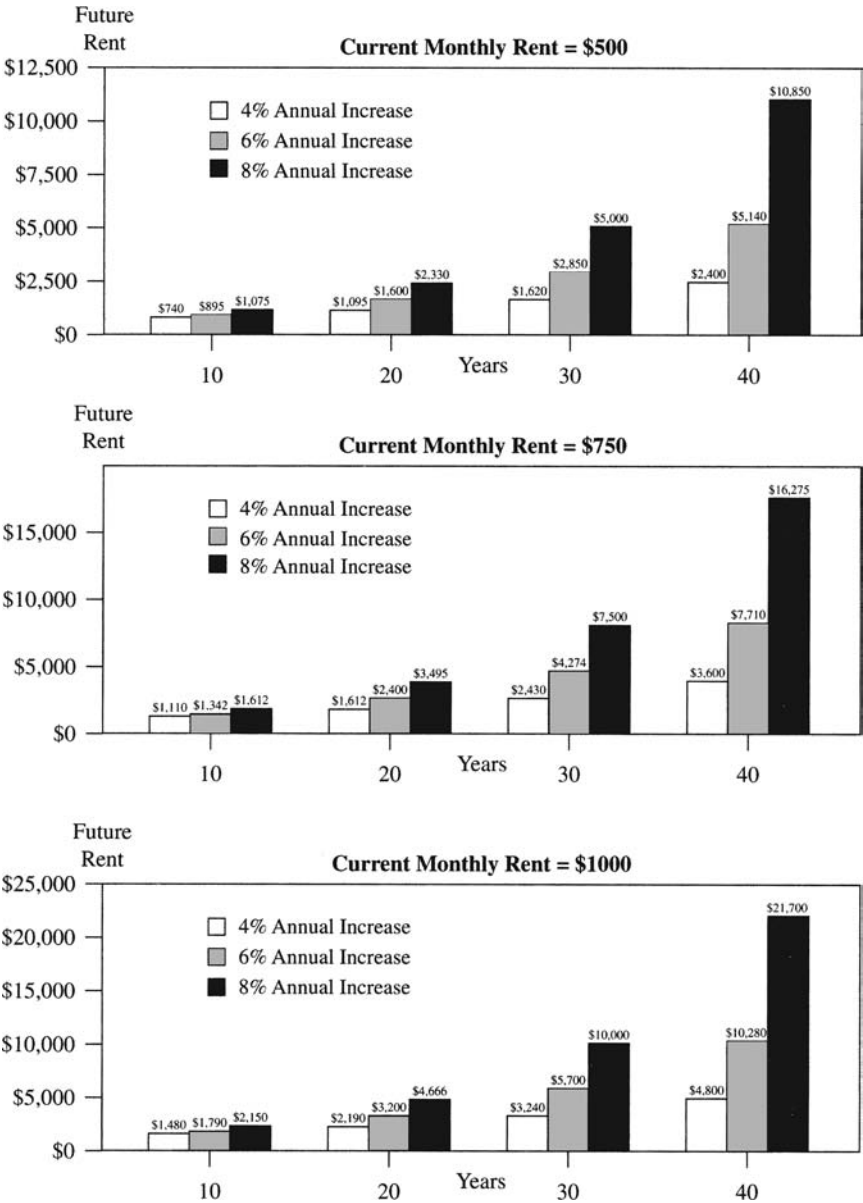 Future
Rent
Current Monthly Rent = $500
$12,500
$10,000
$7,500
$5,000
$2,500
$0
4% Annual Increase
6% Annual Increase
8% Annual Increase
$740 $895 $1,075
$1,095 $1,600 $2,330
$1,620 $2,850 $5,000
$2,400 $5,140 $10,850
10 20 30 40
Years
Future
Rent
Current Monthly Rent = $750
$15,000
$10,000
$5,000
$0
4% Annual Increase
6% Annual Increase
8% Annual Increase
$1,110 $1,342 $1,612
$1,612 $2,400 $3,495
$2,430 $4,274 $7,500
$3,600 $7,710 $16,275
10 20 30 40
Years
Future
Rent
Current Monthly Rent = $1000
$25,000
$20,000
$15,000
$10,000
$5,000
$0
4% Annual Increase
6% Annual Increase
8% Annual Increase
$1,480 $1,790 $2,150
$2,190 $3,200 $4,666
$3,240 $5,700 $10,000
$4,800 $10,280 $21,700
10 20 30 40
Years